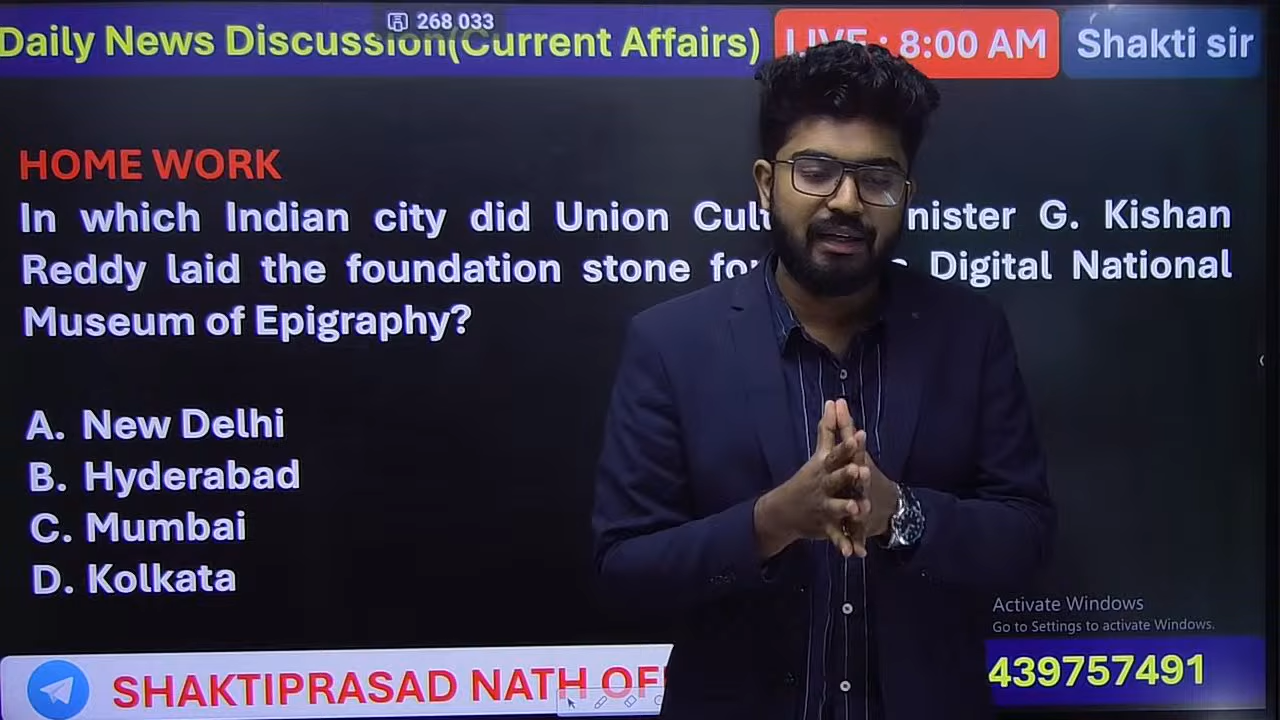 268 033
Daily News Discussion(Current Affairs)
LIVE : 8:00 AM
Shakti sir
HOME WORK
In which Indian city did Union G. Kishan
Reddy laid the foundation stone Digital National
Museum of Epigraphy?
A. New Delhi
B. Hyderabad
C. Mumbai
D. Kolkata
Activate Windows
Go to Settings to activate Windows.
SHAKTIPRASAD NATH
439757491